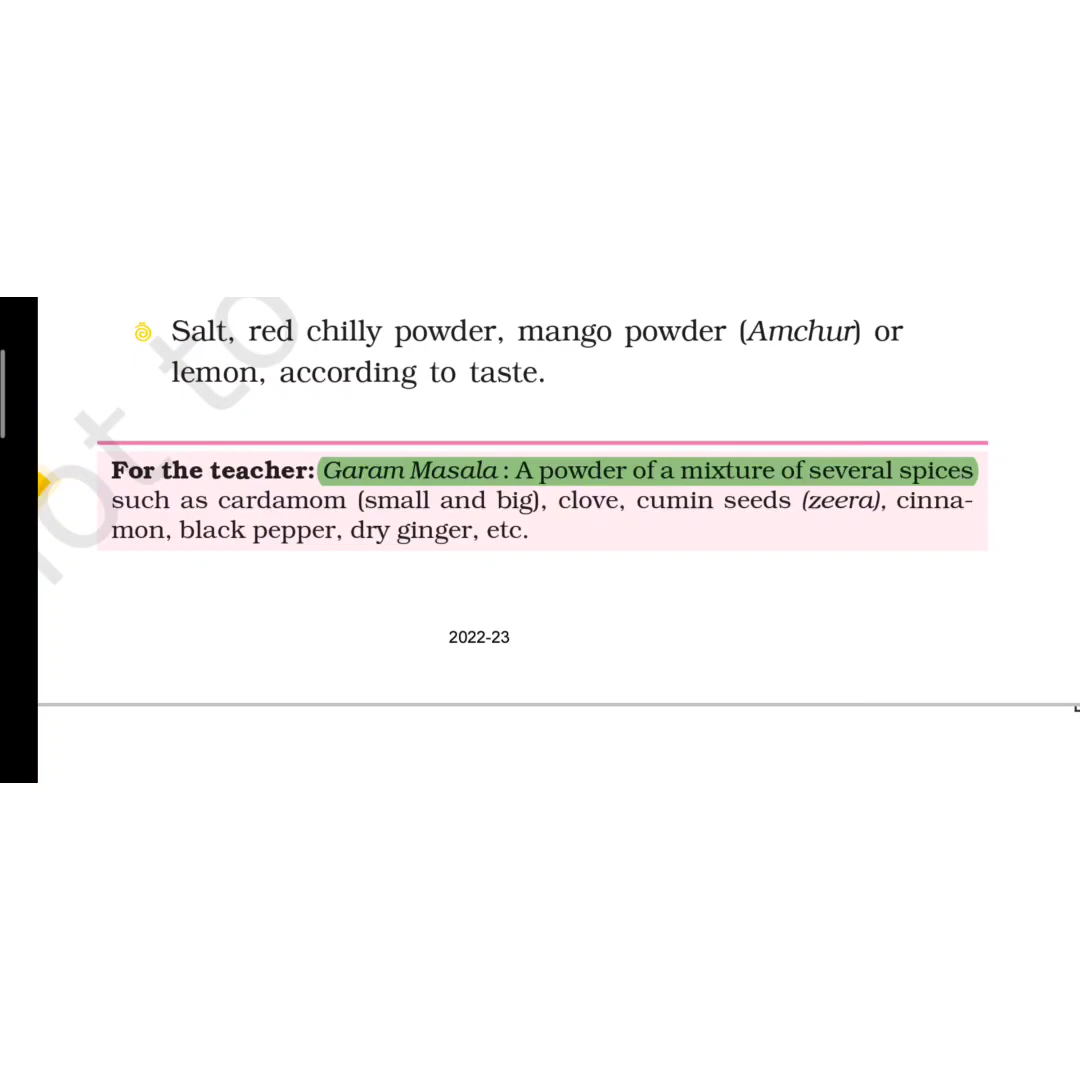 Salt, red chilly powder, mango powder (Amchur) or
lemon, according to taste.
For the teacher: Garam Masala : A powder of a mixture of several spices
such as cardamom (small and big), clove, cumin seeds (zeera), cinna-
mon, black pepper, dry ginger, etc.
2022-23
ot to